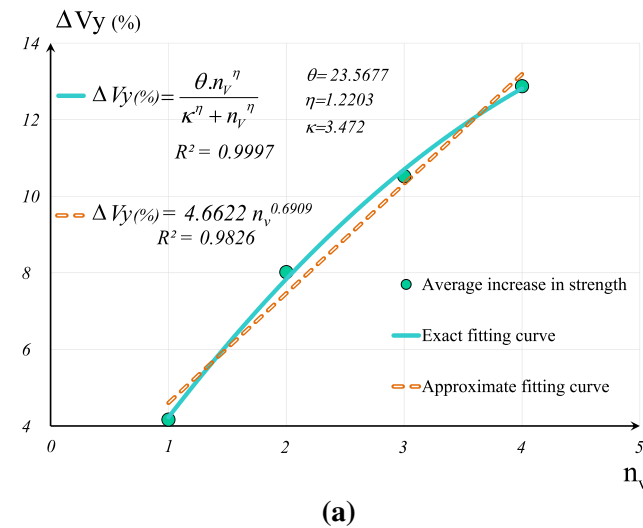 ΔVy (%)
14
12
10
8
6
4
0
1
2
3
4
5
n_v
ΔVy(%) = θ.n_V^η / (κ^η + n_V^η)
θ= 23.5677
η=1.2203
κ=3.472
R² = 0.9997
ΔVy(%) = 4.6622 n_v^0.6909
R² = 0.9826
Average increase in strength
Exact fitting curve
Approximate fitting curve
(a)